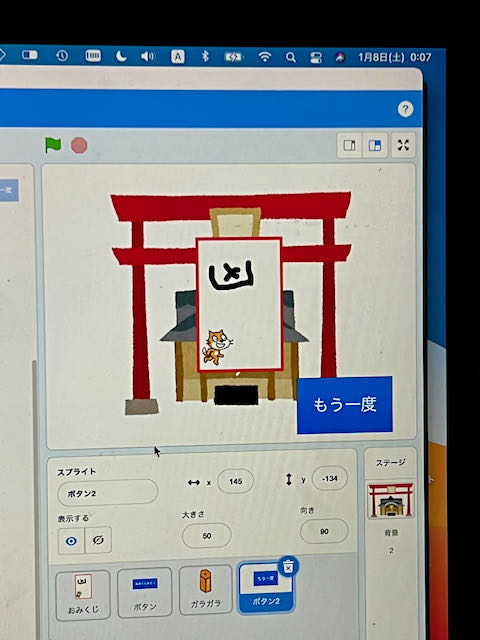 A
1月8日(土) 0:07
?
一度
凶
もう一度
スプライト
ボタン2
x 145
y -134
表示する
大きさ
50
向き
90
ステージ
背景
2
おみくじ
ボタン
ガラガラ
もう一度
ボタン2